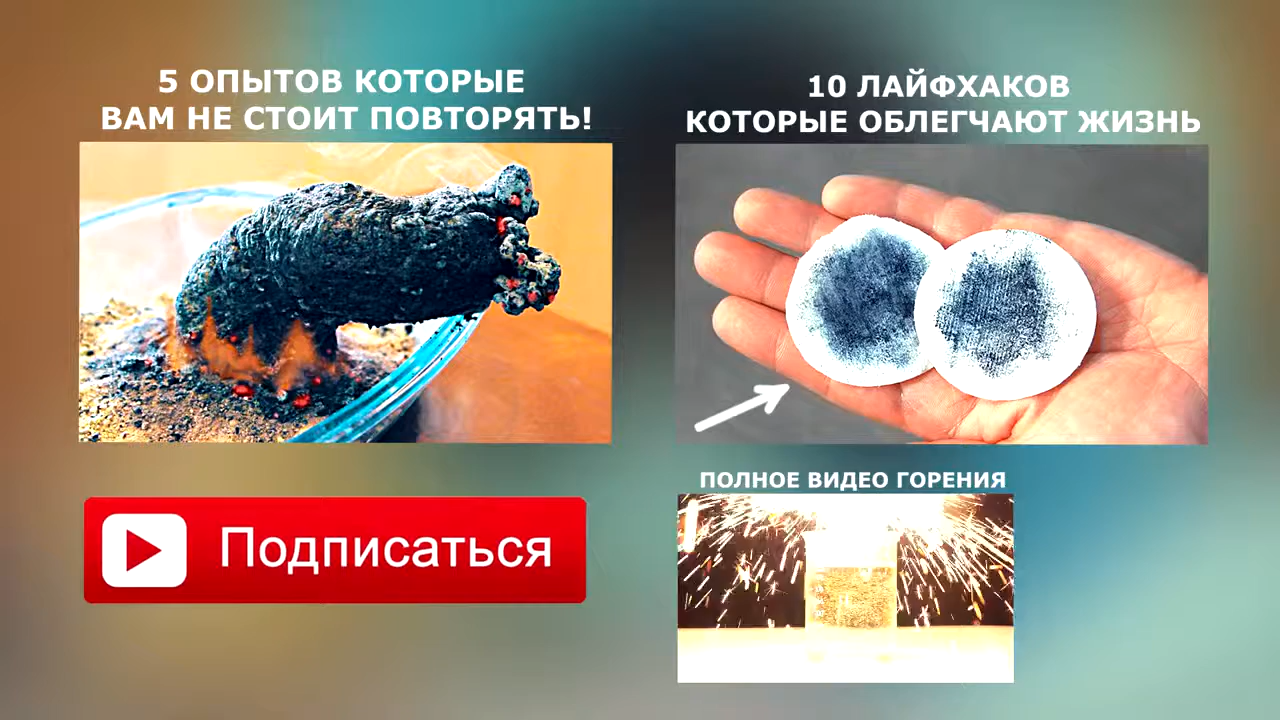 5 ОПЫТОВ КОТОРЫЕ
ВАМ НЕ СТОИТ ПОВТОРЯТЬ!
10 ЛАЙФХАКОВ
КОТОРЫЕ ОБЛЕГЧАЮТ ЖИЗНЬ
Подписаться
ПОЛНОЕ ВИДЕО ГОРЕНИЯ